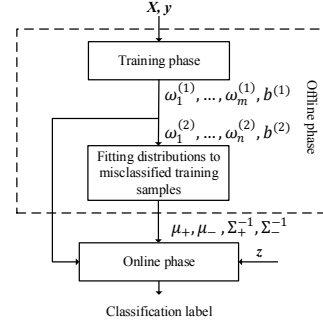 X, y
Training phase
ω₁⁽¹⁾, ..., ωₘ⁽¹⁾, b⁽¹⁾
ω₁⁽²⁾, ..., ωₙ⁽²⁾, b⁽²⁾
Offline phase
Fitting distributions to
misclassified training
samples
μ₊, μ₋, Σ₊⁻¹, Σ₋⁻¹
Online phase
z
Classification label